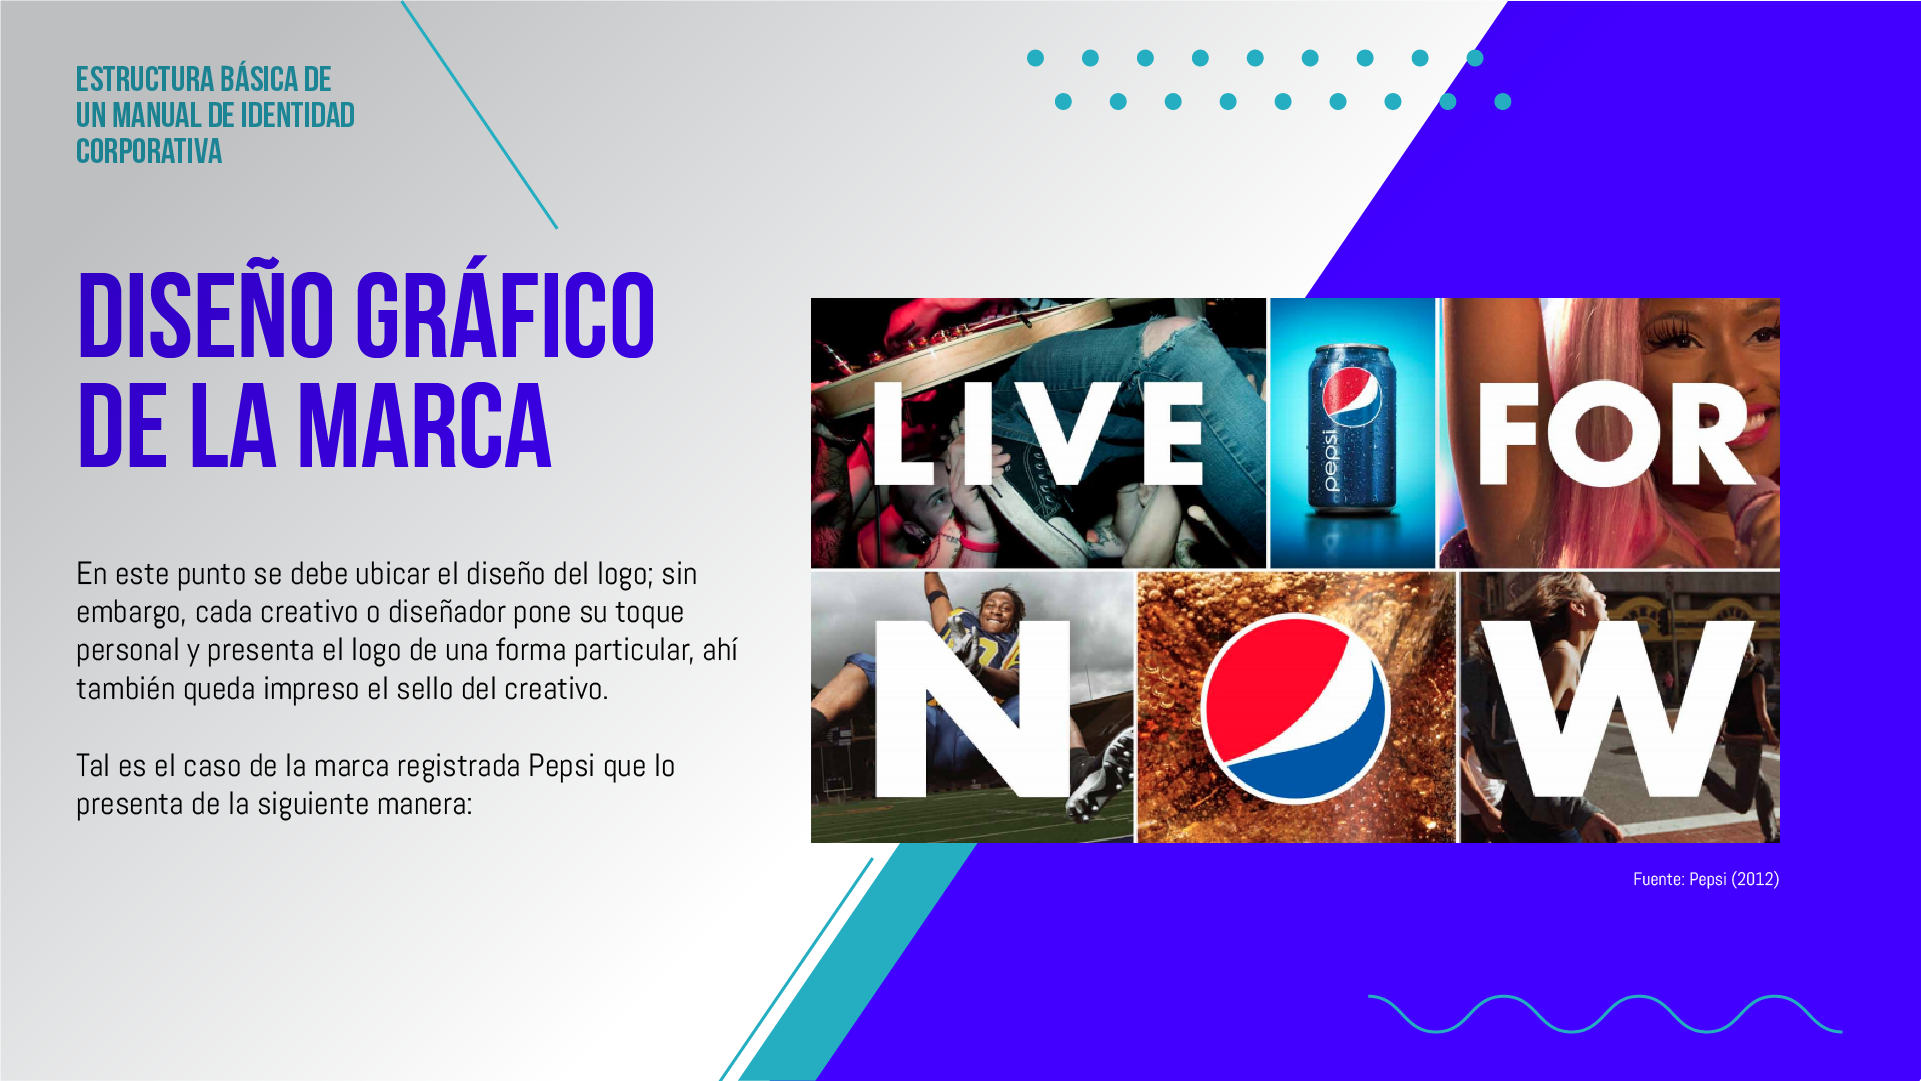 ESTRUCTURA BÁSICA DE
UN MANUAL DE IDENTIDAD
CORPORATIVA
DISEÑO GRÁFICO
DE LA MARCA
En este punto se debe ubicar el diseño del logo; sin
embargo, cada creativo o diseñador pone su toque
personal y presenta el logo de una forma particular, ahí
también queda impreso el sello del creativo.
Tal es el caso de la marca registrada Pepsi que lo
presenta de la siguiente manera:
LIVE
pepsi
FOR
N W
Fuente: Pepsi (2012)